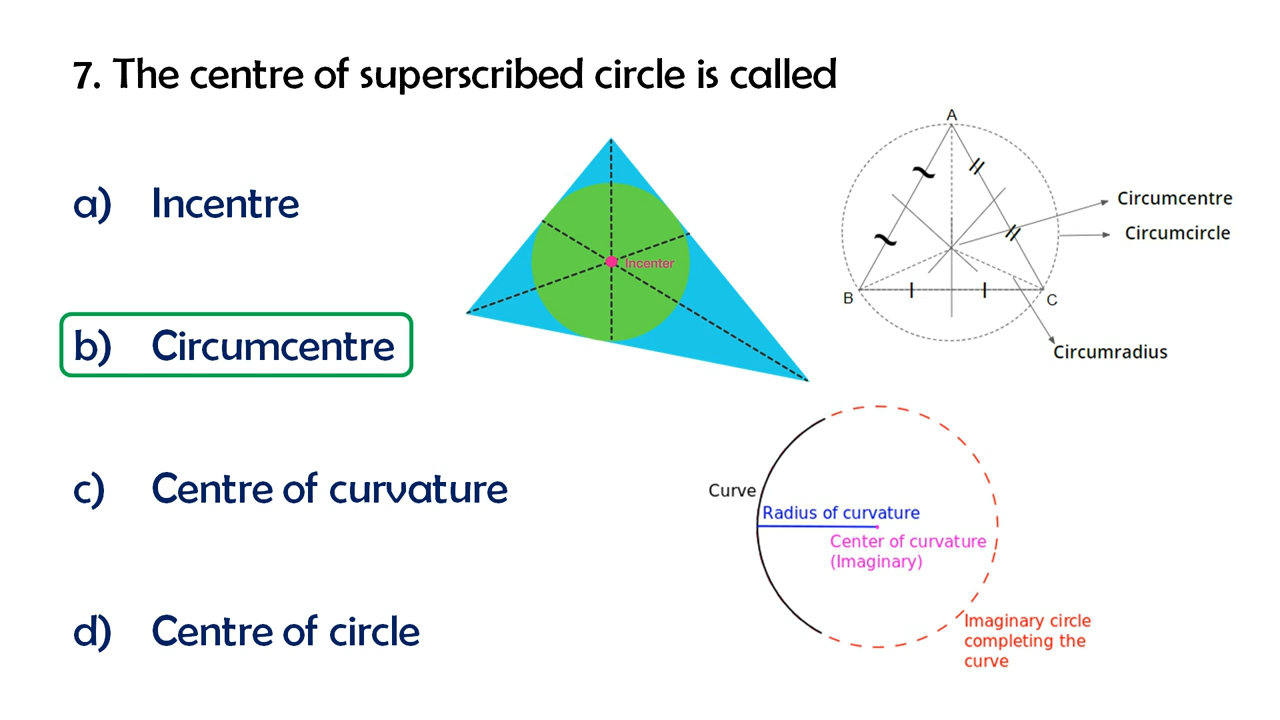 7. The centre of superscribed circle is called
a) Incentre
b) Circumcentre
c) Centre of curvature
d) Centre of circle
Incenter
A
B
C
Circumcentre
Circumcircle
Circumradius
Curve
Radius of curvature
Center of curvature
(Imaginary)
Imaginary circle
completing the
curve